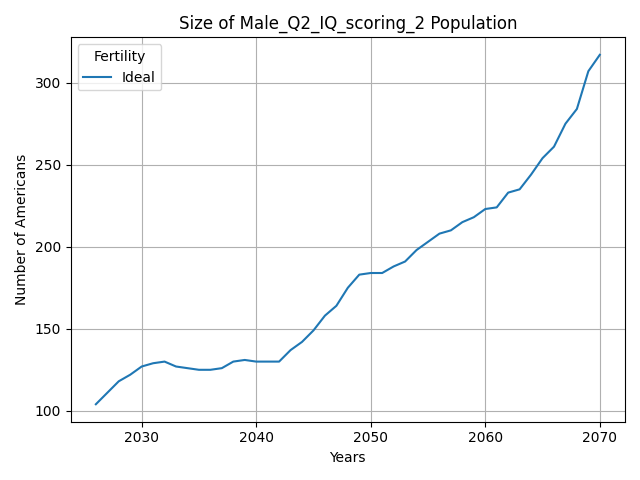 Size of Male_Q2_IQ_scoring_2 Population
Fertility
Ideal
Number of Americans
300
250
200
150
100
2030 2040 2050 2060 2070
Years